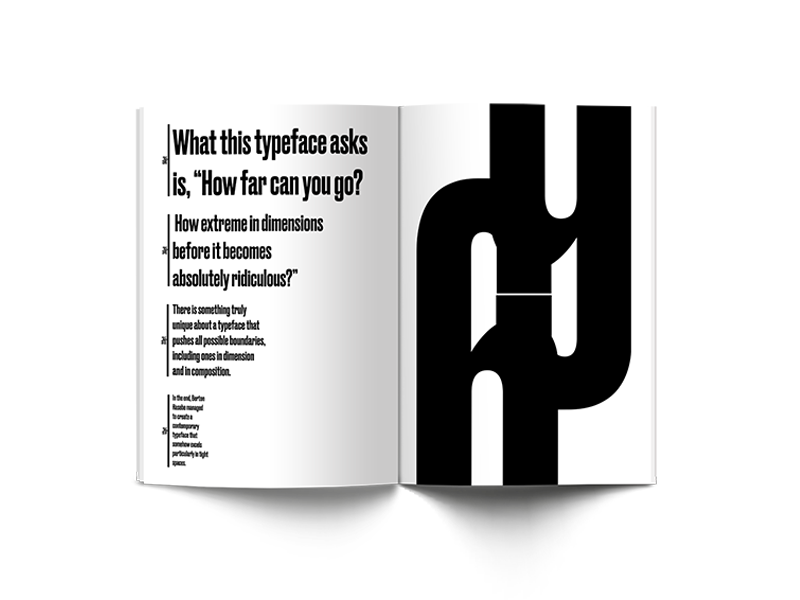 What this typeface asks
is, “How far can you go?
How extreme in dimensions
before it becomes
absolutely ridiculous?”
There is something truly
unique about a typeface that
pushes all possible boundaries,
including ones in dimension
and in composition.
In the end, Berton
Hasebe managed
to create a
contemporary
typeface that
somehow excels
particularly in tight
spaces.